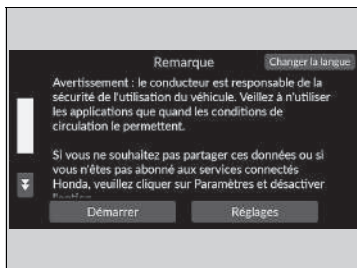 Remarque
Changer la langue
Avertissement : le conducteur est responsable de la
sécurité de l'utilisation du véhicule. Veillez à n'utiliser
les applications que quand les conditions de
circulation le permettent.
Si vous ne souhaitez pas partager ces données ou si
vous n'êtes pas abonné aux services connectés
Honda, veuillez cliquer sur Paramètres et désactiver
Démarrer
Réglages